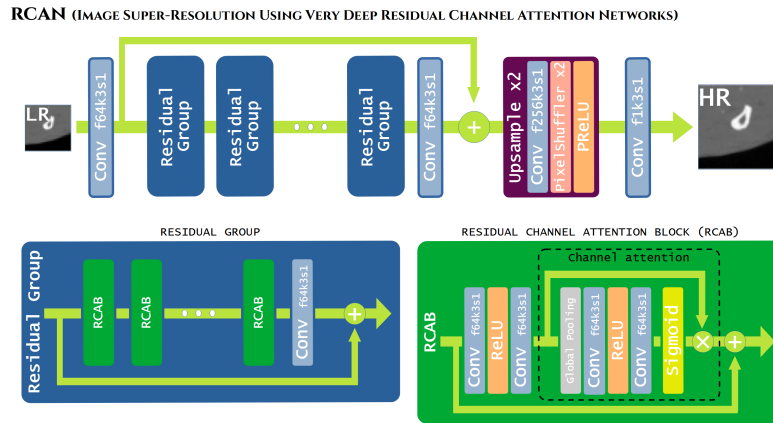 RCAN (Image Super-Resolution Using Very Deep Residual Channel Attention Networks)
LR
Conv f64k3s1
Residual Group
Residual Group
Residual Group
Conv f64k3s1
+
Upsample x2
Conv f256k3s1
PixelShuffler x2
PReLU
Conv f1k3s1
HR
RESIDUAL GROUP
Residual Group
RCAB
RCAB
RCAB
Conv f64k3s1
+
RESIDUAL CHANNEL ATTENTION BLOCK (RCAB)
Channel attention
RCAB
Conv f64k3s1
ReLU
Conv f64k3s1
Global Pooling
Conv f64k3s1
ReLU
Conv f64k3s1
Sigmoid
×
+